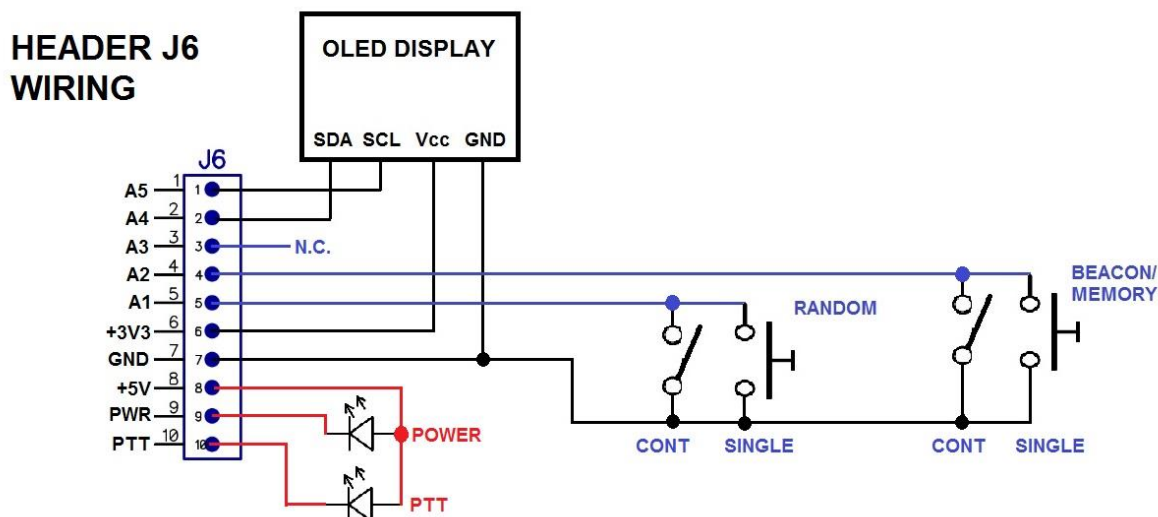 HEADER J6
WIRING
OLED DISPLAY
SDA SCL Vcc GND
J6
A5 1 1
A4 2 2
A3 3 3 N.C.
A2 4 4
A1 5 5
+3V3 6 6
GND 7 7
+5V 8 8
PWR 9 9
PTT 10 10
BEACON/
MEMORY
RANDOM
POWER
PTT
CONT SINGLE
CONT SINGLE